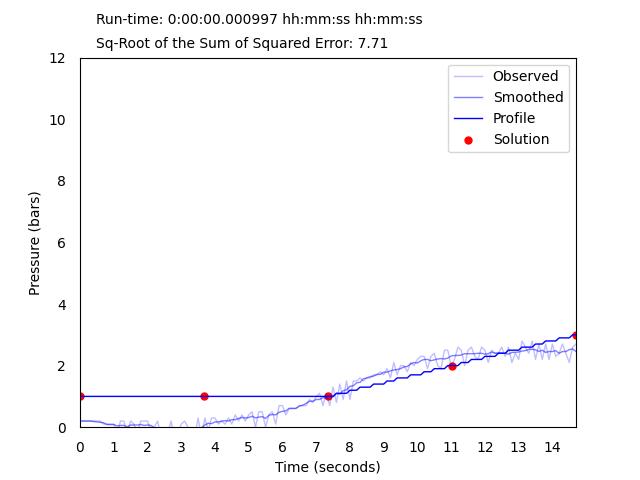 Run-time: 0:00:00.000997 hh:mm:ss hh:mm:ss
Sq-Root of the Sum of Squared Error: 7.71
Observed
Smoothed
Profile
Solution
Pressure (bars)
12
10
8
6
4
2
0
0 1 2 3 4 5 6 7 8 9 10 11 12 13 14
Time (seconds)